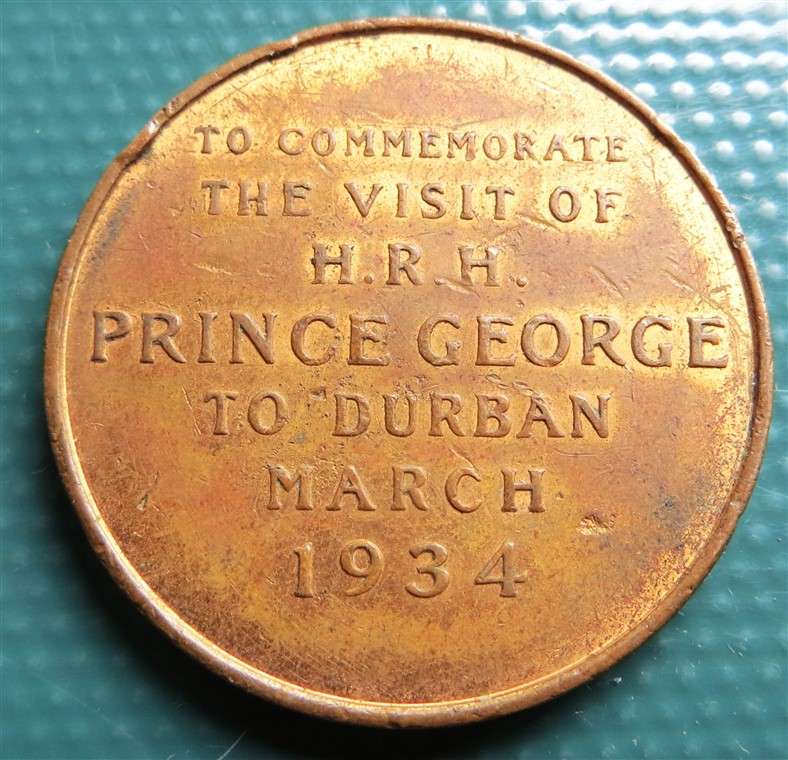 TO COMMEMORATE
THE VISIT OF
H.R.H.
PRINCE GEORGE
TO DURBAN
MARCH
1934